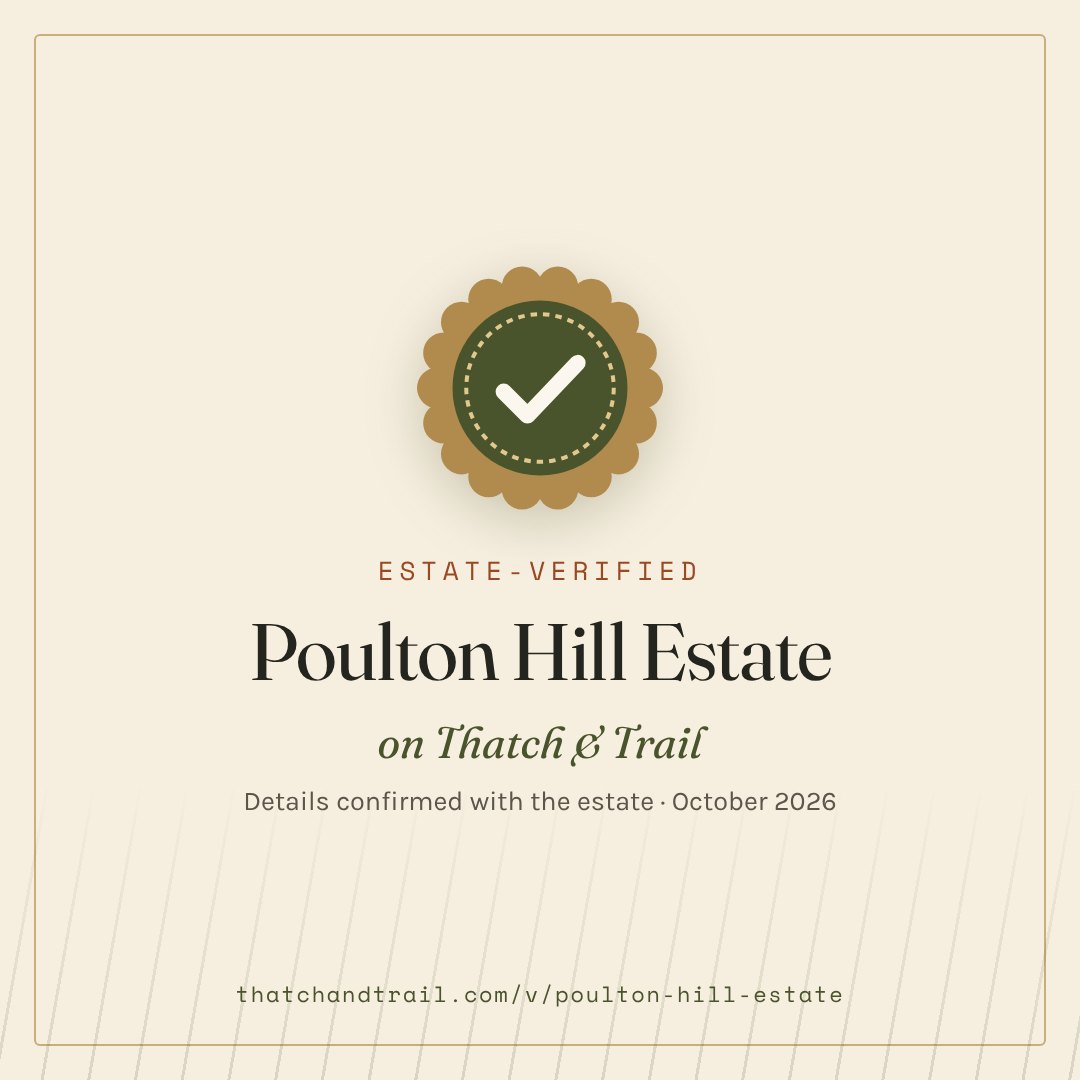 ESTATE-VERIFIED
Poulton Hill Estate
on Thatch & Trail
Details confirmed with the estate · October 2026
thatchandtrail.com/v/poulton-hill-estate